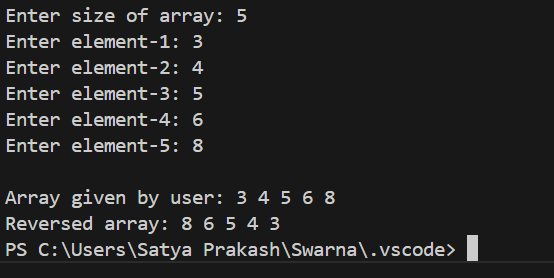 Enter size of array: 5
Enter element-1: 3
Enter element-2: 4
Enter element-3: 5
Enter element-4: 6
Enter element-5: 8
Array given by user: 3 4 5 6 8
Reversed array: 8 6 5 4 3
PS C:\Users\Satya Prakash\Swarna\.vscode>